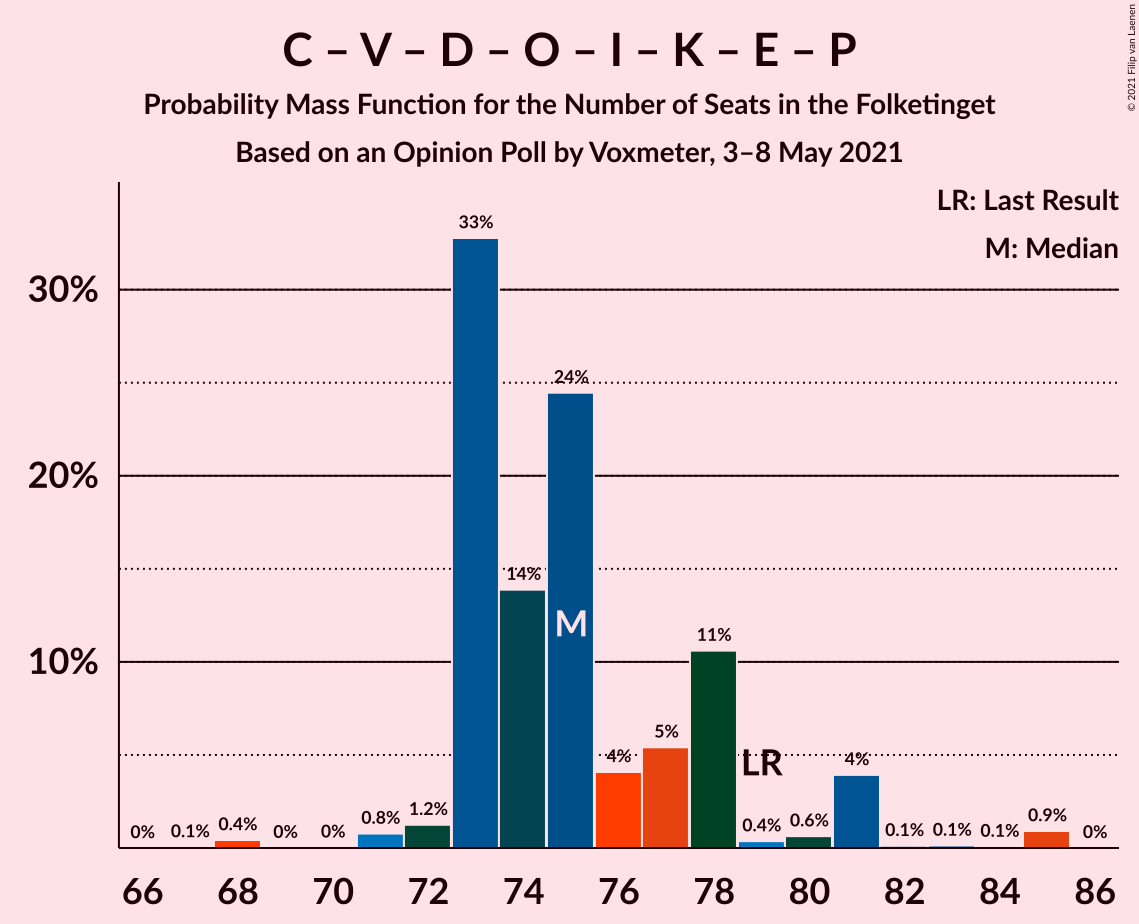 C – V – D – O – I – K – E – P
Probability Mass Function for the Number of Seats in the Folketinget
Based on an Opinion Poll by Voxmeter, 3–8 May 2021
© 2021 Filip van Laenen
LR: Last Result
M: Median
30%
20%
10%
0%
0.1%
0.4%
0%
0%
0.8%
1.2%
33%
14%
24%
4%
5%
11%
0.4%
0.6%
4%
0.1%
0.1%
0.1%
0.9%
0%
M
LR
66 68 70 72 74 76 78 80 82 84 86